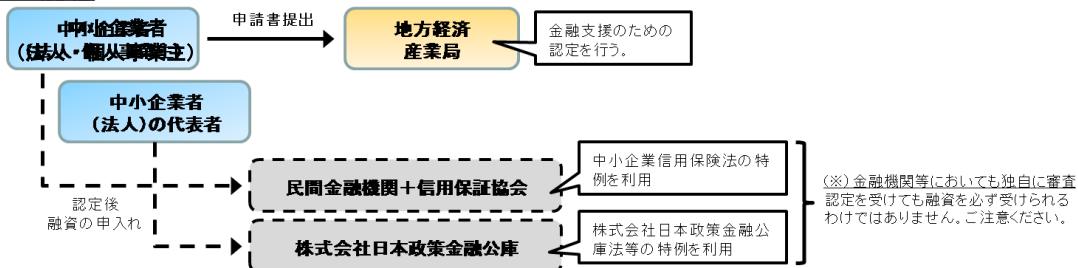 中小企業者
(法人・個人事業主)
申請書提出
地方経済
産業局
金融支援のための
認定を行う。
中小企業者
(法人)の代表者
認定後
融資の申入れ
民間金融機関＋信用保証協会
中小企業信用保険法の特
例を利用
株式会社日本政策金融公庫
株式会社日本政策金融公
庫法等の特例を利用
(※)金融機関等においても独自に審査
認定を受けても融資を必ず受けられる
わけではありません。ご注意ください。